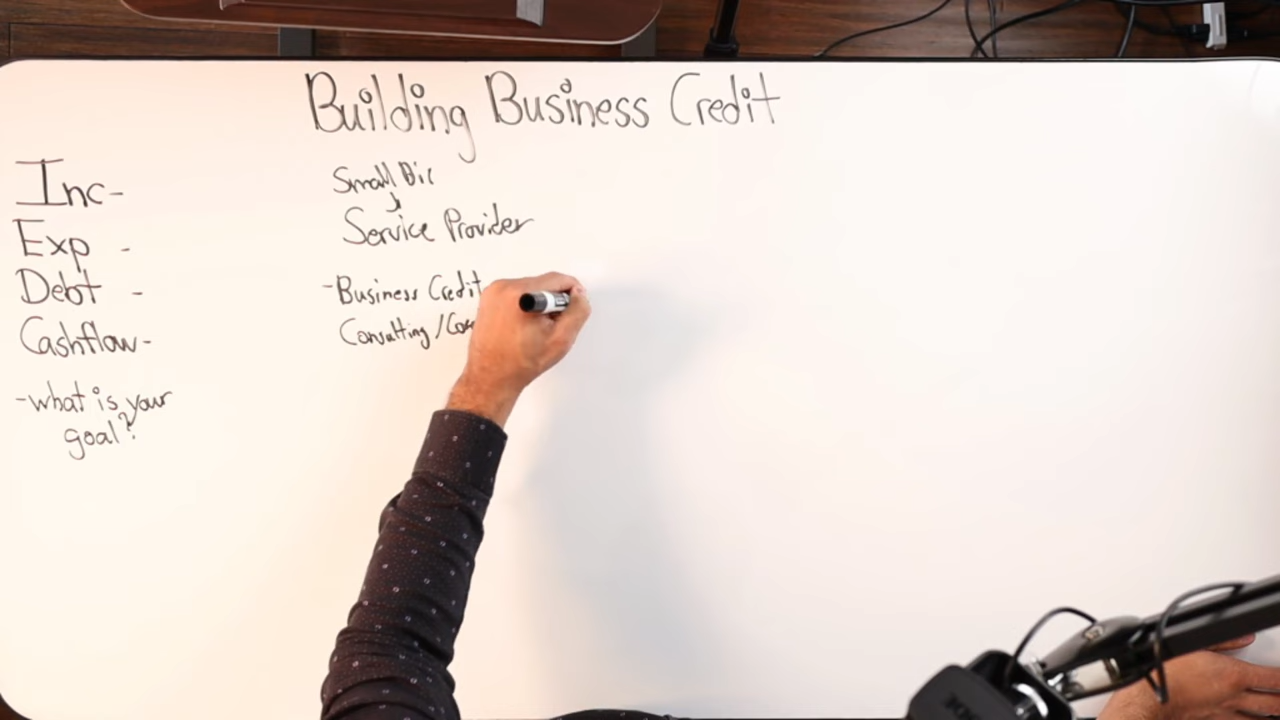 Building Business Credit
Inc-
Exp -
Debt -
Cashflow-
-what is your
goal?
Small Biz
Service Provider
-Business Credit
Consulting /